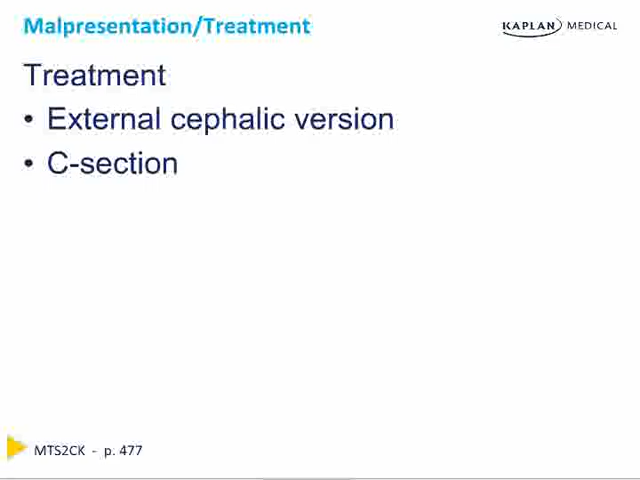 Malpresentation/Treatment
KAPLAN MEDICAL
Treatment
• External cephalic version
• C-section
MTS2CK - p. 477